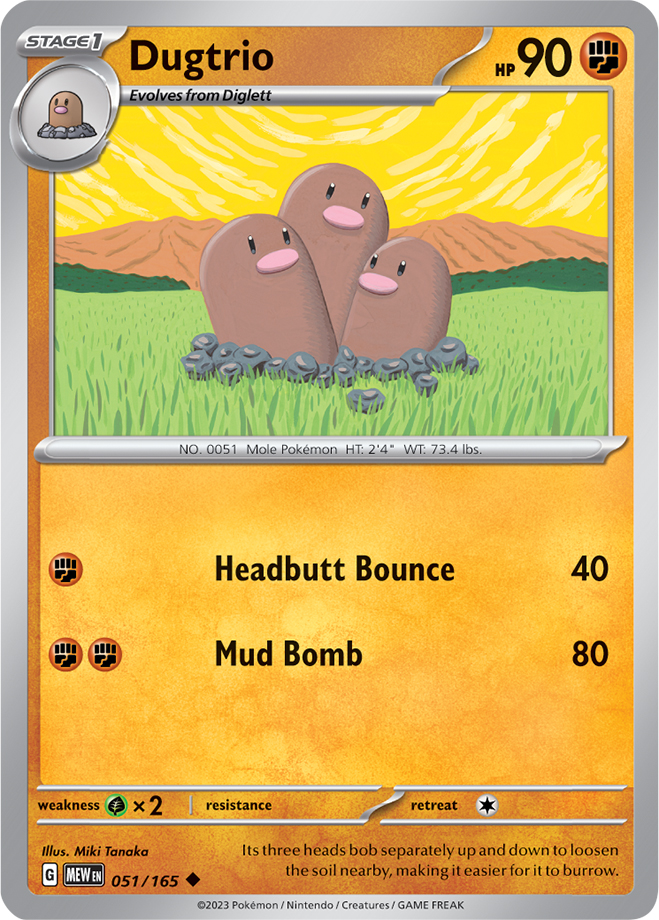 STAGE1
Dugtrio
HP 90
Evolves from Diglett
NO. 0051 Mole Pokémon HT: 2'4" WT: 73.4 lbs.
Headbutt Bounce 40
Mud Bomb 80
weakness ×2 resistance retreat
Illus. Miki Tanaka
Its three heads bob separately up and down to loosen
the soil nearby, making it easier for it to burrow.
G MEW EN 051/165
©2023 Pokémon / Nintendo / Creatures / GAME FREAK